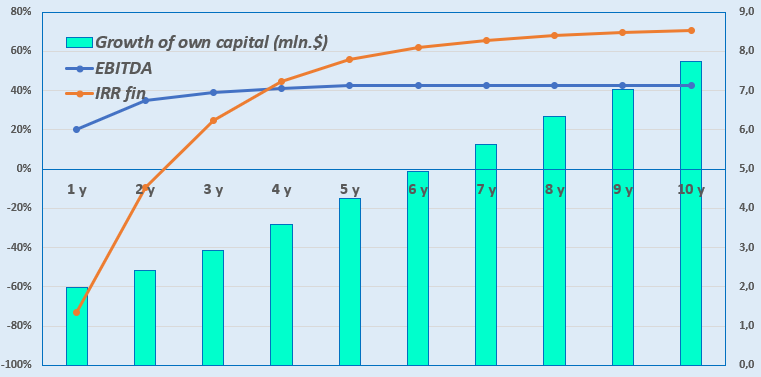 80%
60%
40%
20%
0%
-20%
-40%
-60%
-80%
-100%
Growth of own capital (mln.$)
EBITDA
IRR fin
1 y
2 y
3 y
4 y
5 y
6 y
7 y
8 y
9 y
10 y
9,0
8,0
7,0
6,0
5,0
4,0
3,0
2,0
1,0
0,0